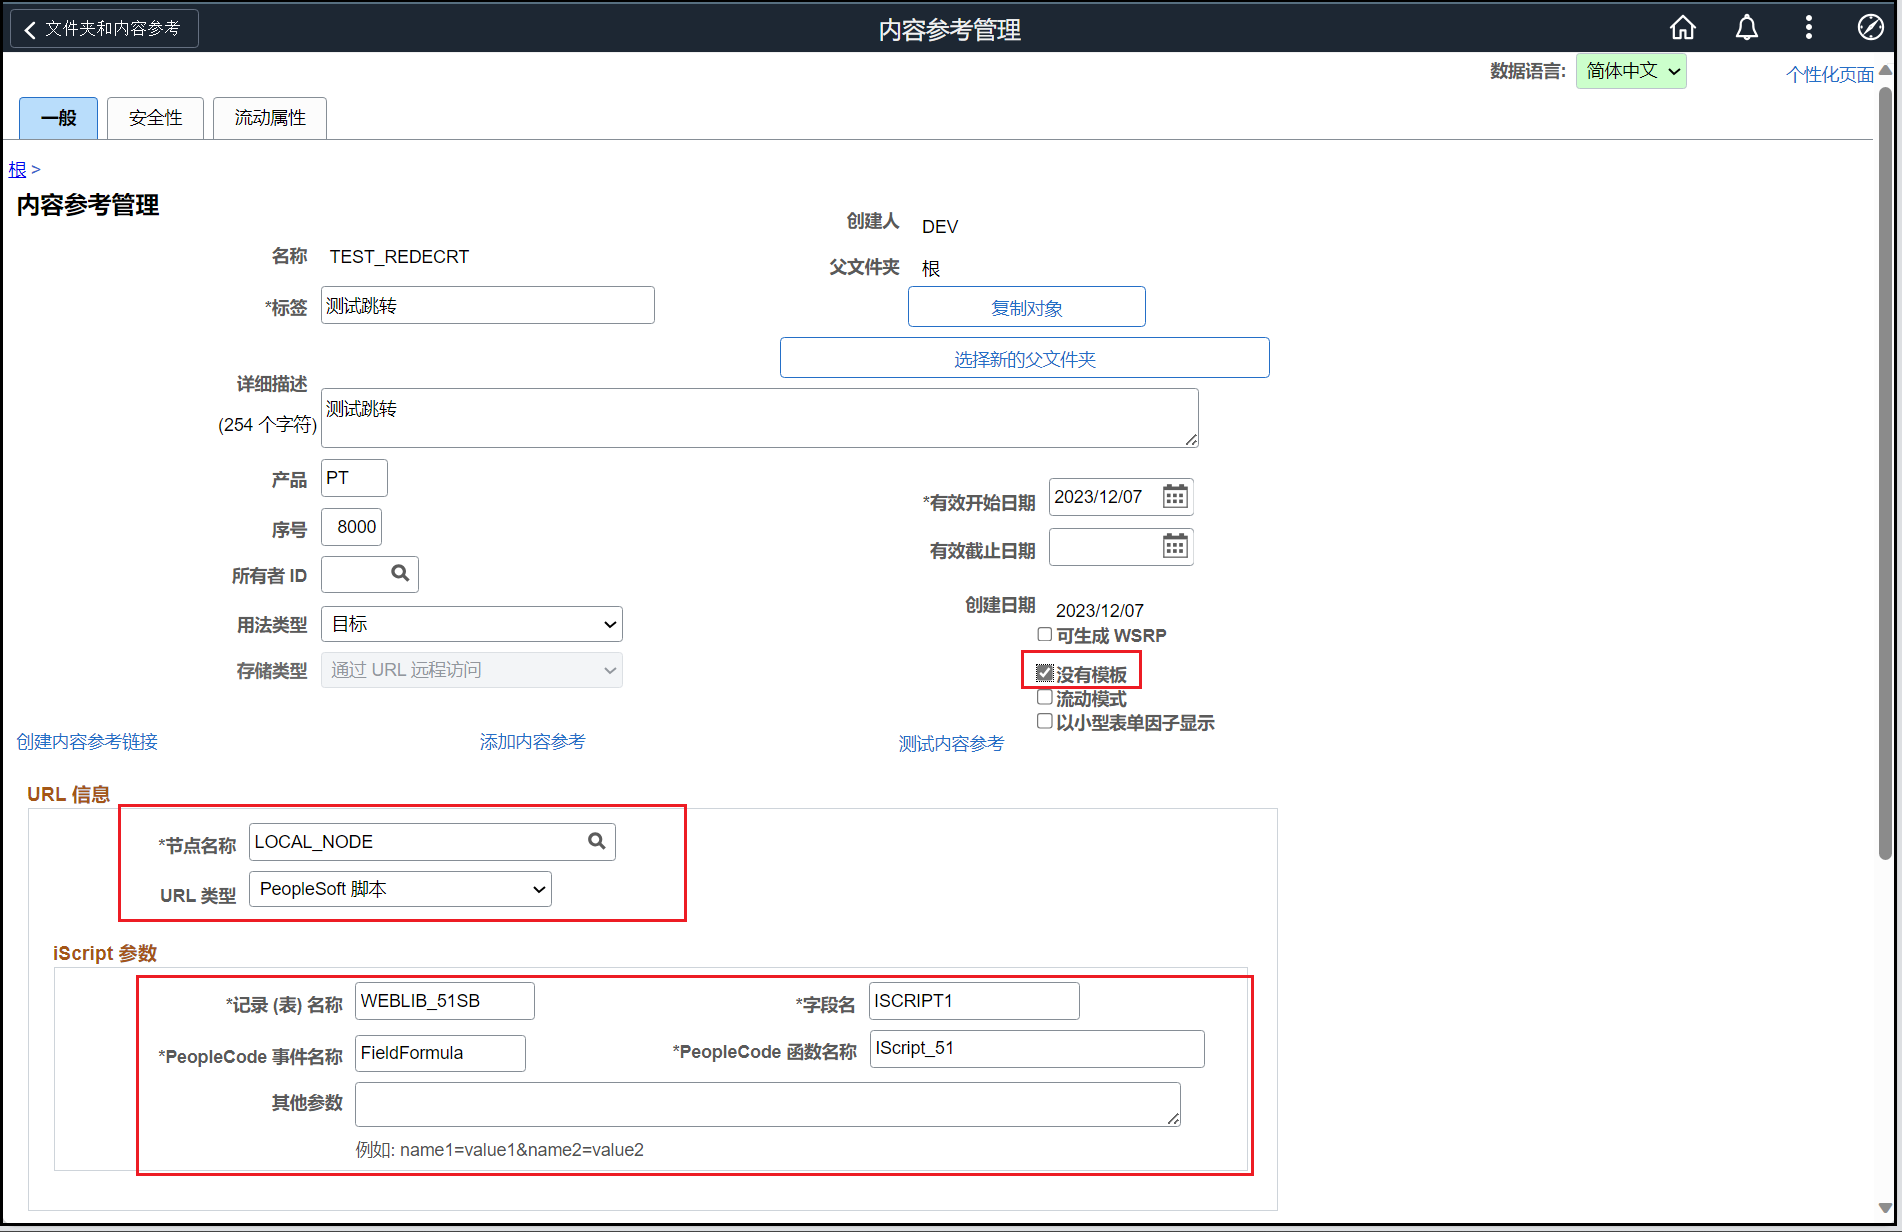 文件夹和内容参考
内容参考管理
数据语言:
简体中文
个性化页面
一般
安全性
流动属性
根 >
内容参考管理
创建人
DEV
名称
TEST_REDECRT
父文件夹
根
*标签
测试跳转
复制对象
选择新的父文件夹
详细描述
(254 个字符)
测试跳转
产品
PT
*有效开始日期
2023/12/07
序号
8000
有效截止日期
所有者 ID
创建日期
2023/12/07
用法类型
目标
可生成 WSRP
存储类型
通过 URL 远程访问
没有模板
流动模式
以小型表单因子显示
创建内容参考链接
添加内容参考
测试内容参考
URL 信息
*节点名称
LOCAL_NODE
URL 类型
PeopleSoft 脚本
iScript 参数
*记录 (表) 名称
WEBLIB_51SB
*字段名
ISCRIPT1
*PeopleCode 事件名称
FieldFormula
*PeopleCode 函数名称
IScript_51
其他参数
例如: name1=value1&name2=value2